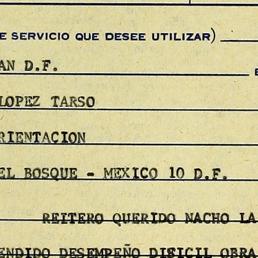 E SERVICIO QUE DESEE UTILIZAR)
AN D.F.
LOPEZ TARSO
RIENTACION
EL BOSQUE - MEXICO 10 D.F.
REITERO QUERIDO NACHO LA
ENDIDO DESEMPEÑO DISICIL OBRA